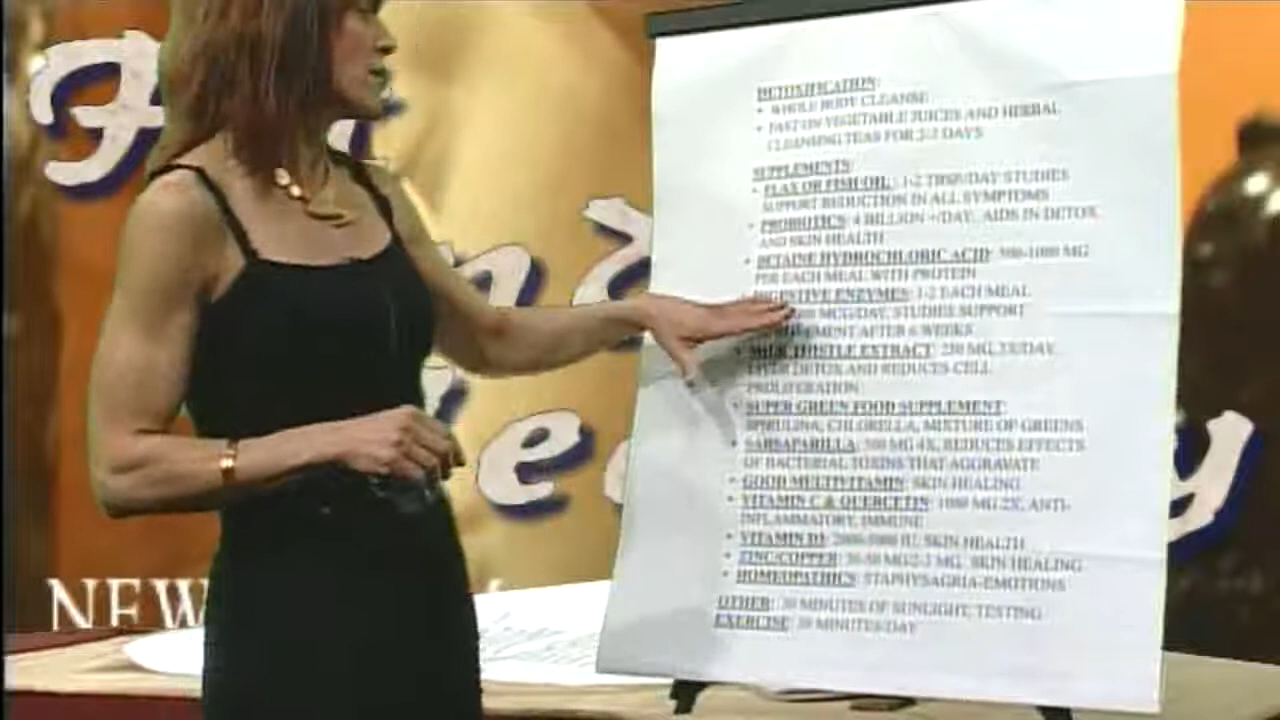 DETOXIFICATION:
• WHOLE BODY CLEANSE
• FAST ON VEGETABLE JUICES AND HERBAL
CLEANSING TEAS FOR 2-3 DAYS
SUPPLEMENTS:
• FLAX OR FISH OIL: 1-2 TBSP/DAY STUDIES
SUPPORT REDUCTION IN ALL SYMPTOMS
• PROBIOTICS: 4 BILLION +/DAY, AIDS IN DETOX
AND SKIN HEALTH
• BETAINE HYDROCHLORIC ACID: 500-1000 MG
PER EACH MEAL WITH PROTEIN
DIGESTIVE ENZYMES: 1-2 EACH MEAL
MCG/DAY, STUDIES SUPPORT
AFTER 6 WEEKS
• MILK THISTLE EXTRACT: 250 MG 3X/DAY
LIVER DETOX AND REDUCES CELL
PROLIFERATION
• SUPER GREEN FOOD SUPPLEMENT:
SPIRULINA, CHLORELLA, MIXTURE OF GREENS
• SARSAPARILLA: 500 MG 4X, REDUCES EFFECTS
OF BACTERIAL TOXINS THAT AGGRAVATE
• GOOD MULTIVITAMIN: SKIN HEALING
• VITAMIN C & QUERCETIN: 1000 MG 2X, ANTI-
INFLAMMATORY, IMMUNE
• VITAMIN D3: 2000-5000 IU, SKIN HEALTH
• ZINC/COPPER: MG, SKIN HEALING
• HOMEOPATHICS: STAPHYSAGRIA-EMOTIONS
OTHER: 30 MINUTES OF SUNLIGHT, TESTING
EXERCISE: 30 MINUTES/DAY
NEW